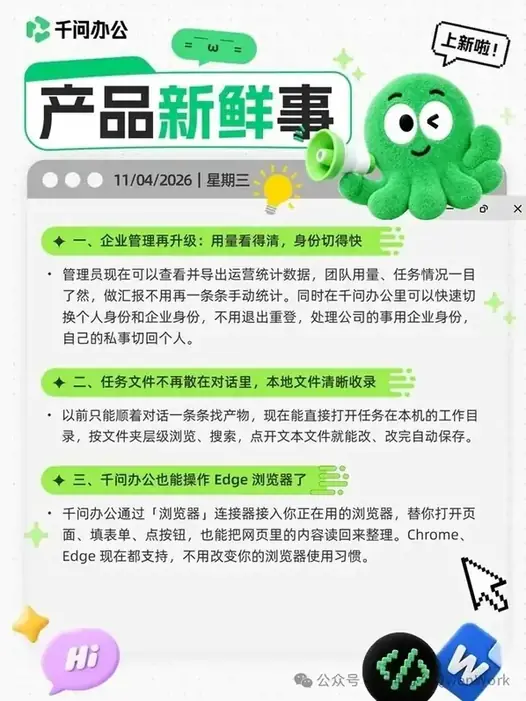 千问办公
= ω =
上新啦！
产品新鲜事
11/04/2026 | 星期三
一、企业管理再升级：用量看得清，身份切得快
• 管理员现在可以查看并导出运营统计数据，团队用量、任务情况一目
了然，做汇报不用再一条条手动统计。同时在千问办公里可以快速切
换个人身份和企业身份，不用退出重登，处理公司的事用企业身份，
自己的私事切回个人。
二、任务文件不再散在对话里，本地文件清晰收录
• 以前只能顺着对话一条条找产物，现在能直接打开任务在本机的工作目
录，按文件夹层级浏览、搜索，点开文本文件就能改、改完自动保存。
三、千问办公也能操作 Edge 浏览器了
• 千问办公通过「浏览器」连接器接入你正在用的浏览器，替你打开页
面、填表单、点按钮，也能把网页里的内容读回来整理。Chrome、
Edge 现在都支持，不用改变你的浏览器使用习惯。
Hi
</>
W
公众号
Work